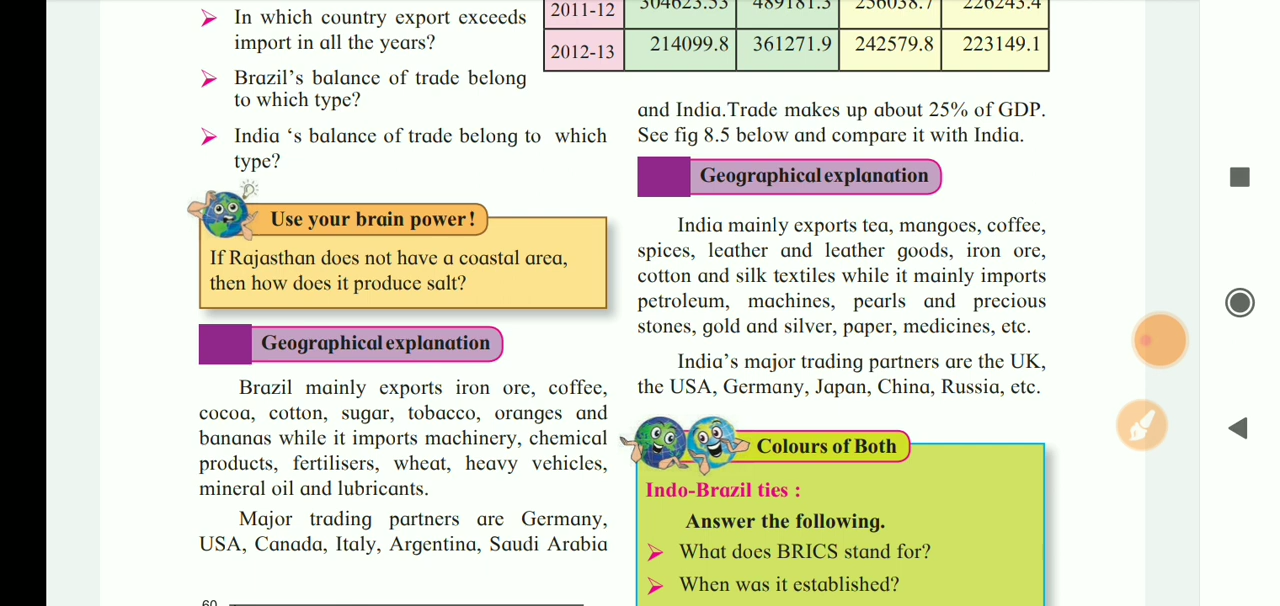 In which country export exceeds
import in all the years?
Brazil's balance of trade belong
to which type?
India 's balance of trade belong to which
type?
Use your brain power!
If Rajasthan does not have a coastal area,
then how does it produce salt?
Geographical explanation
Brazil mainly exports iron ore, coffee,
cocoa, cotton, sugar, tobacco, oranges and
bananas while it imports machinery, chemical
products, fertilisers, wheat, heavy vehicles,
mineral oil and lubricants.
Major trading partners are Germany,
USA, Canada, Italy, Argentina, Saudi Arabia
60
2011-12 304623.53 489181.3 256038.7 226243.4
2012-13 214099.8 361271.9 242579.8 223149.1
and India.Trade makes up about 25% of GDP.
See fig 8.5 below and compare it with India.
Geographical explanation
India mainly exports tea, mangoes, coffee,
spices, leather and leather goods, iron ore,
cotton and silk textiles while it mainly imports
petroleum, machines, pearls and precious
stones, gold and silver, paper, medicines, etc.
India's major trading partners are the UK,
the USA, Germany, Japan, China, Russia, etc.
Colours of Both
Indo-Brazil ties :
Answer the following.
What does BRICS stand for?
When was it established?